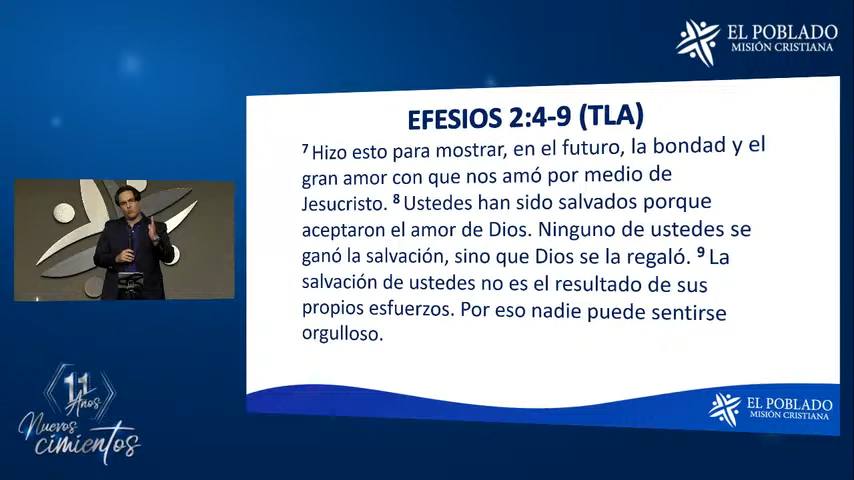 EL POBLADO
MISIÓN CRISTIANA
EFESIOS 2:4-9 (TLA)
⁷ Hizo esto para mostrar, en el futuro, la bondad y el
gran amor con que nos amó por medio de
Jesucristo. ⁸ Ustedes han sido salvados porque
aceptaron el amor de Dios. Ninguno de ustedes se
ganó la salvación, sino que Dios se la regaló. ⁹ La
salvación de ustedes no es el resultado de sus
propios esfuerzos. Por eso nadie puede sentirse
orgulloso.
11
Años
Nuevos
cimientos
EL POBLADO
MISIÓN CRISTIANA